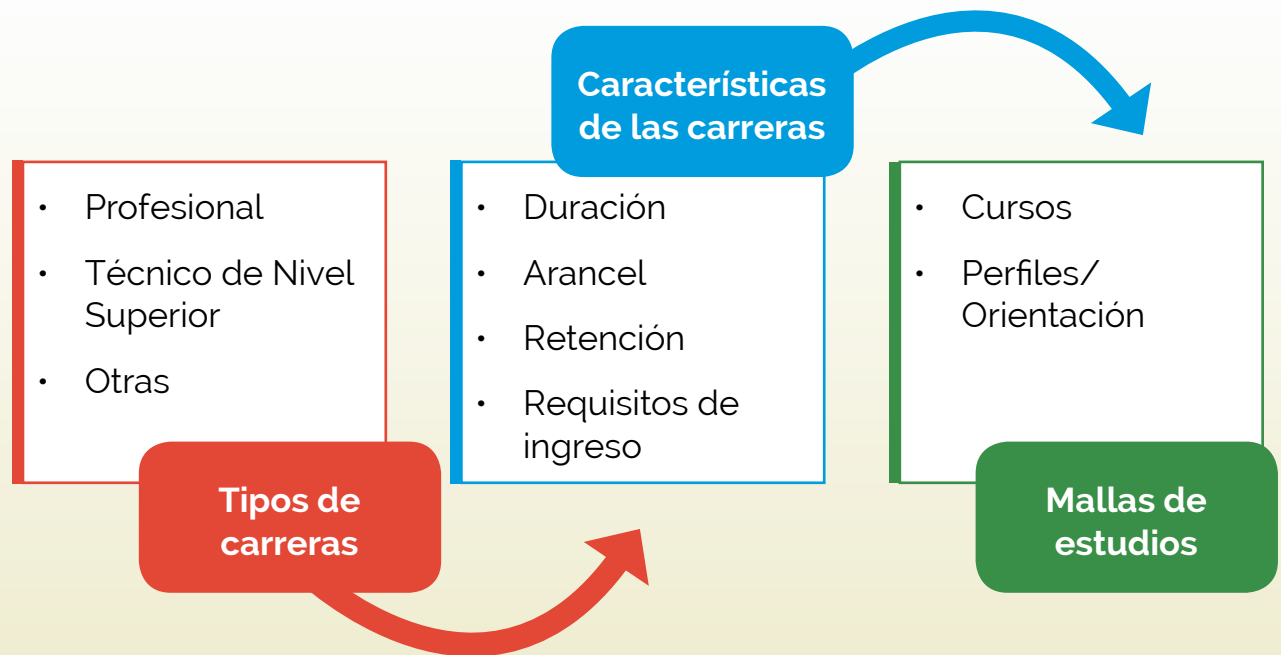 • Profesional
• Técnico de Nivel
Superior
• Otras
Tipos de
carreras
Características
de las carreras
• Duración
• Arancel
• Retención
• Requisitos de
ingreso
• Cursos
• Perfiles/
Orientación
Mallas de
estudios